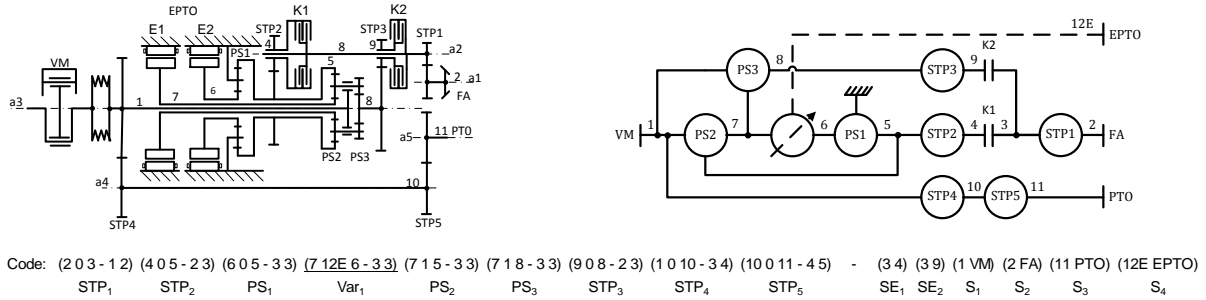 EPTO
E1 E2 STP2 K1 STP3 K2 STP1
PS1 4 8 9 a2
VM 5 2 a1
7 6 FA
a3 1 8
a5 11 PTO
PS2 PS3
a4 10
STP4 STP5
12E EPTO
PS3 8 STP3 9 K2
VM 1 PS2 7 6 PS1 5 STP2 4 K1 3 STP1 2 FA
STP4 10 STP5 11 PTO
Code: (2 0 3 - 1 2) (4 0 5 - 2 3) (6 0 5 - 3 3) (7 12E 6 - 3 3) (7 1 5 - 3 3) (7 1 8 - 3 3) (9 0 8 - 2 3) (1 0 10 - 3 4) (10 0 11 - 4 5) - (3 4) (3 9) (1 VM) (2 FA) (11 PTO) (12E EPTO)
STP1 STP2 PS1 Var1 PS2 PS3 STP3 STP4 STP5 SE1 SE2 S1 S2 S3 S4